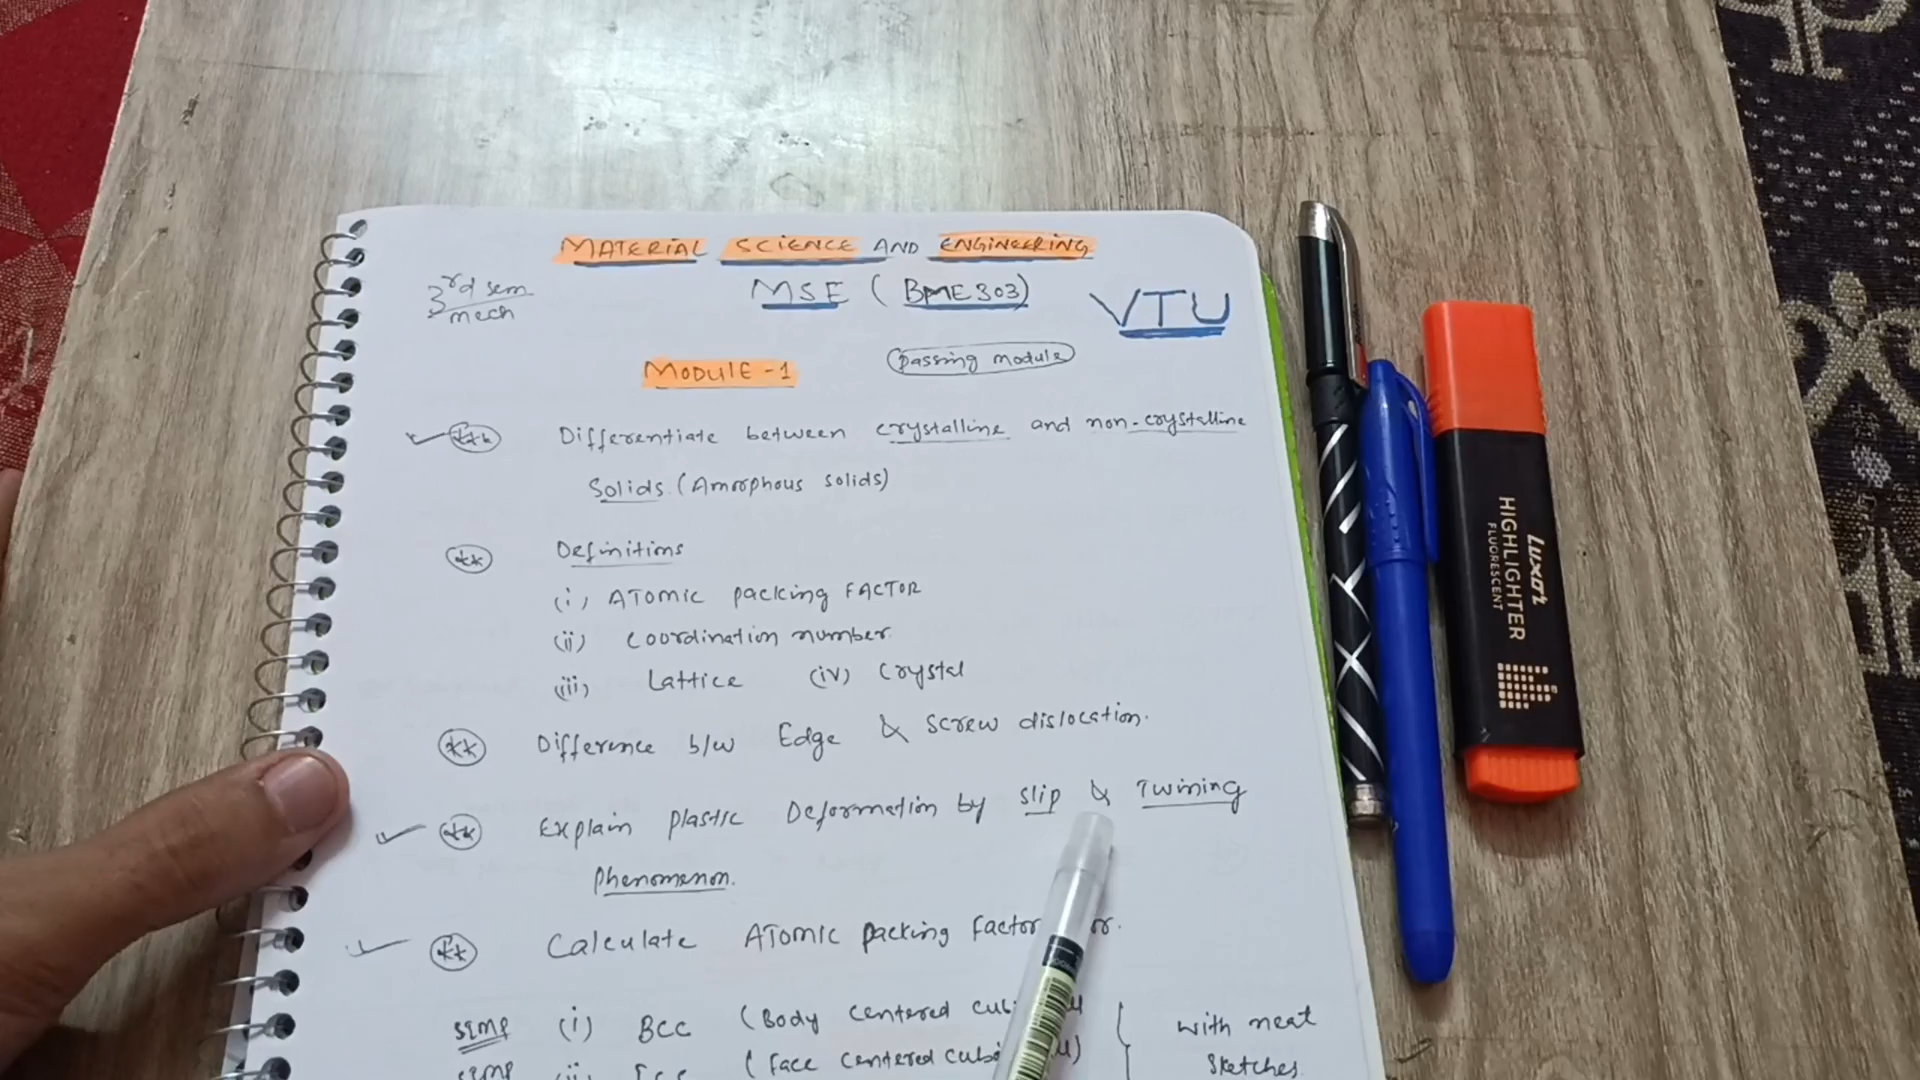 MATERIAL SCIENCE AND ENGINEERING
3rd sem
mech
MSE (BME303)
VTU
MODULE-1
passing module
*** Differentiate between crystalline and non-crystalline
Solids (Amorphous solids)
** Definitions
(i) ATOMIC packing FACTOR
(ii) coordination number
(iii) Lattice (iv) Crystal
** Difference b/w Edge & screw dislocation.
** Explain plastic Deformation by slip & Twining
Phenomenon.
** Calculate ATOMIC packing factor
SIMP (i) BCC (Body centered
with neat
(Face centered
sketches
Luxor
HIGHLIGHTER
FLUORESCENT